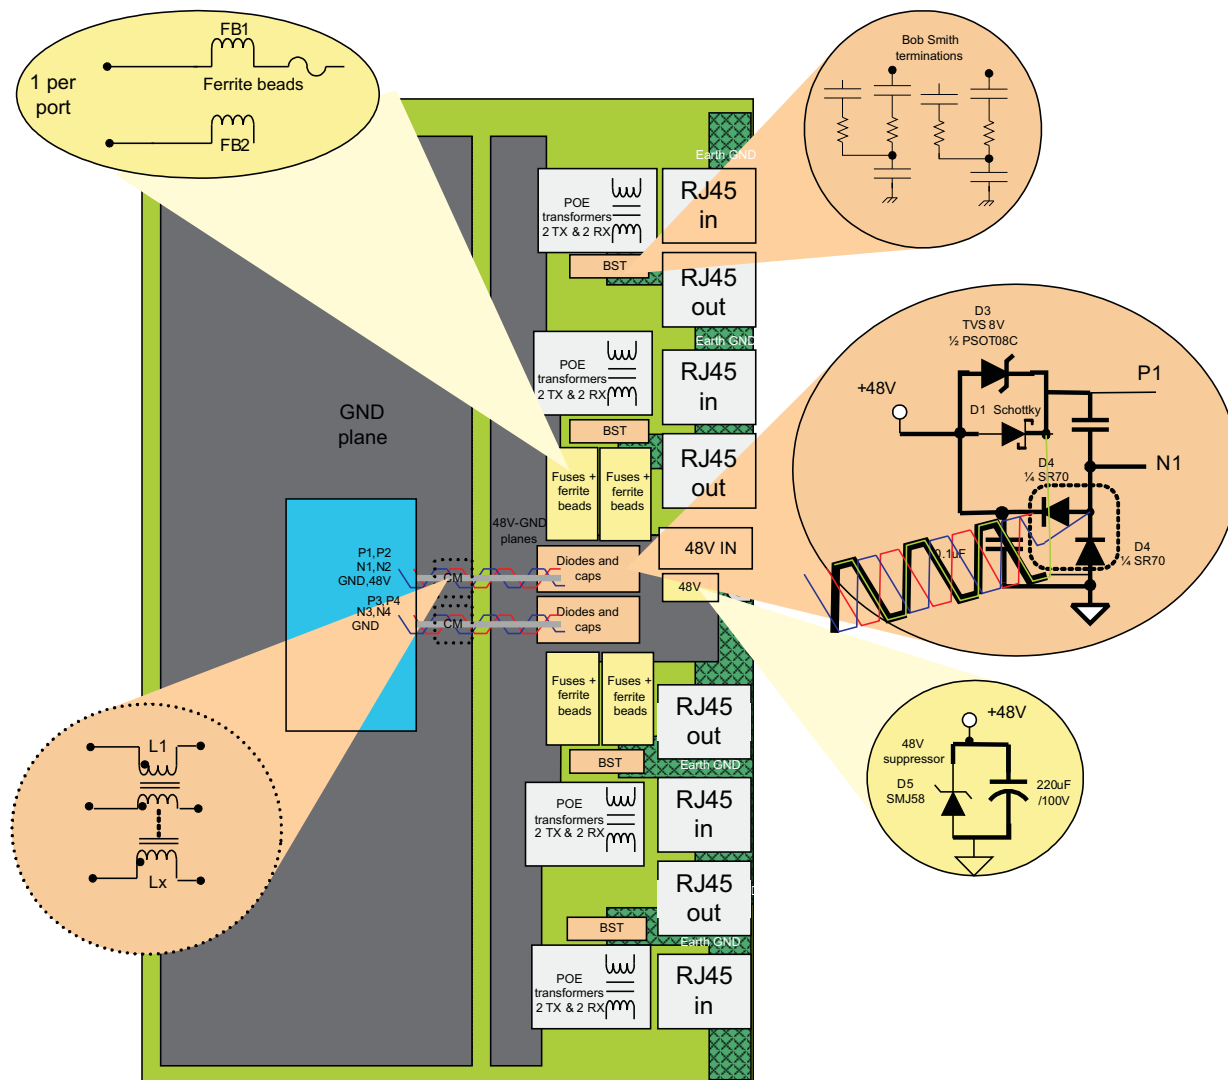 FB1
1 per
port
Ferrite beads
FB2
Bob Smith
terminations
Earth GND
POE
transformers
2 TX & 2 RX
RJ45
in
BST
RJ45
out
Earth GND
POE
transformers
2 TX & 2 RX
RJ45
in
BST
RJ45
out
GND
plane
Fuses +
ferrite
beads
Fuses +
ferrite
beads
48V-GND
planes
48V IN
48V
P1,P2
N1,N2
GND,48V
CM
Diodes and
caps
P3,P4
N3,N4
GND
CM
Diodes and
caps
Fuses +
ferrite
beads
Fuses +
ferrite
beads
RJ45
out
BST
Earth GND
POE
transformers
2 TX & 2 RX
RJ45
in
RJ45
out
BST
Earth GND
POE
transformers
2 TX & 2 RX
RJ45
in
D3
TVS 8V
½ PSOT08C
+48V
P1
D1 Schottky
N1
D4
¼ SR70
0.1uF
D4
¼ SR70
+48V
48V
suppressor
D5
SMJ58
220uF
/100V
L1
Lx